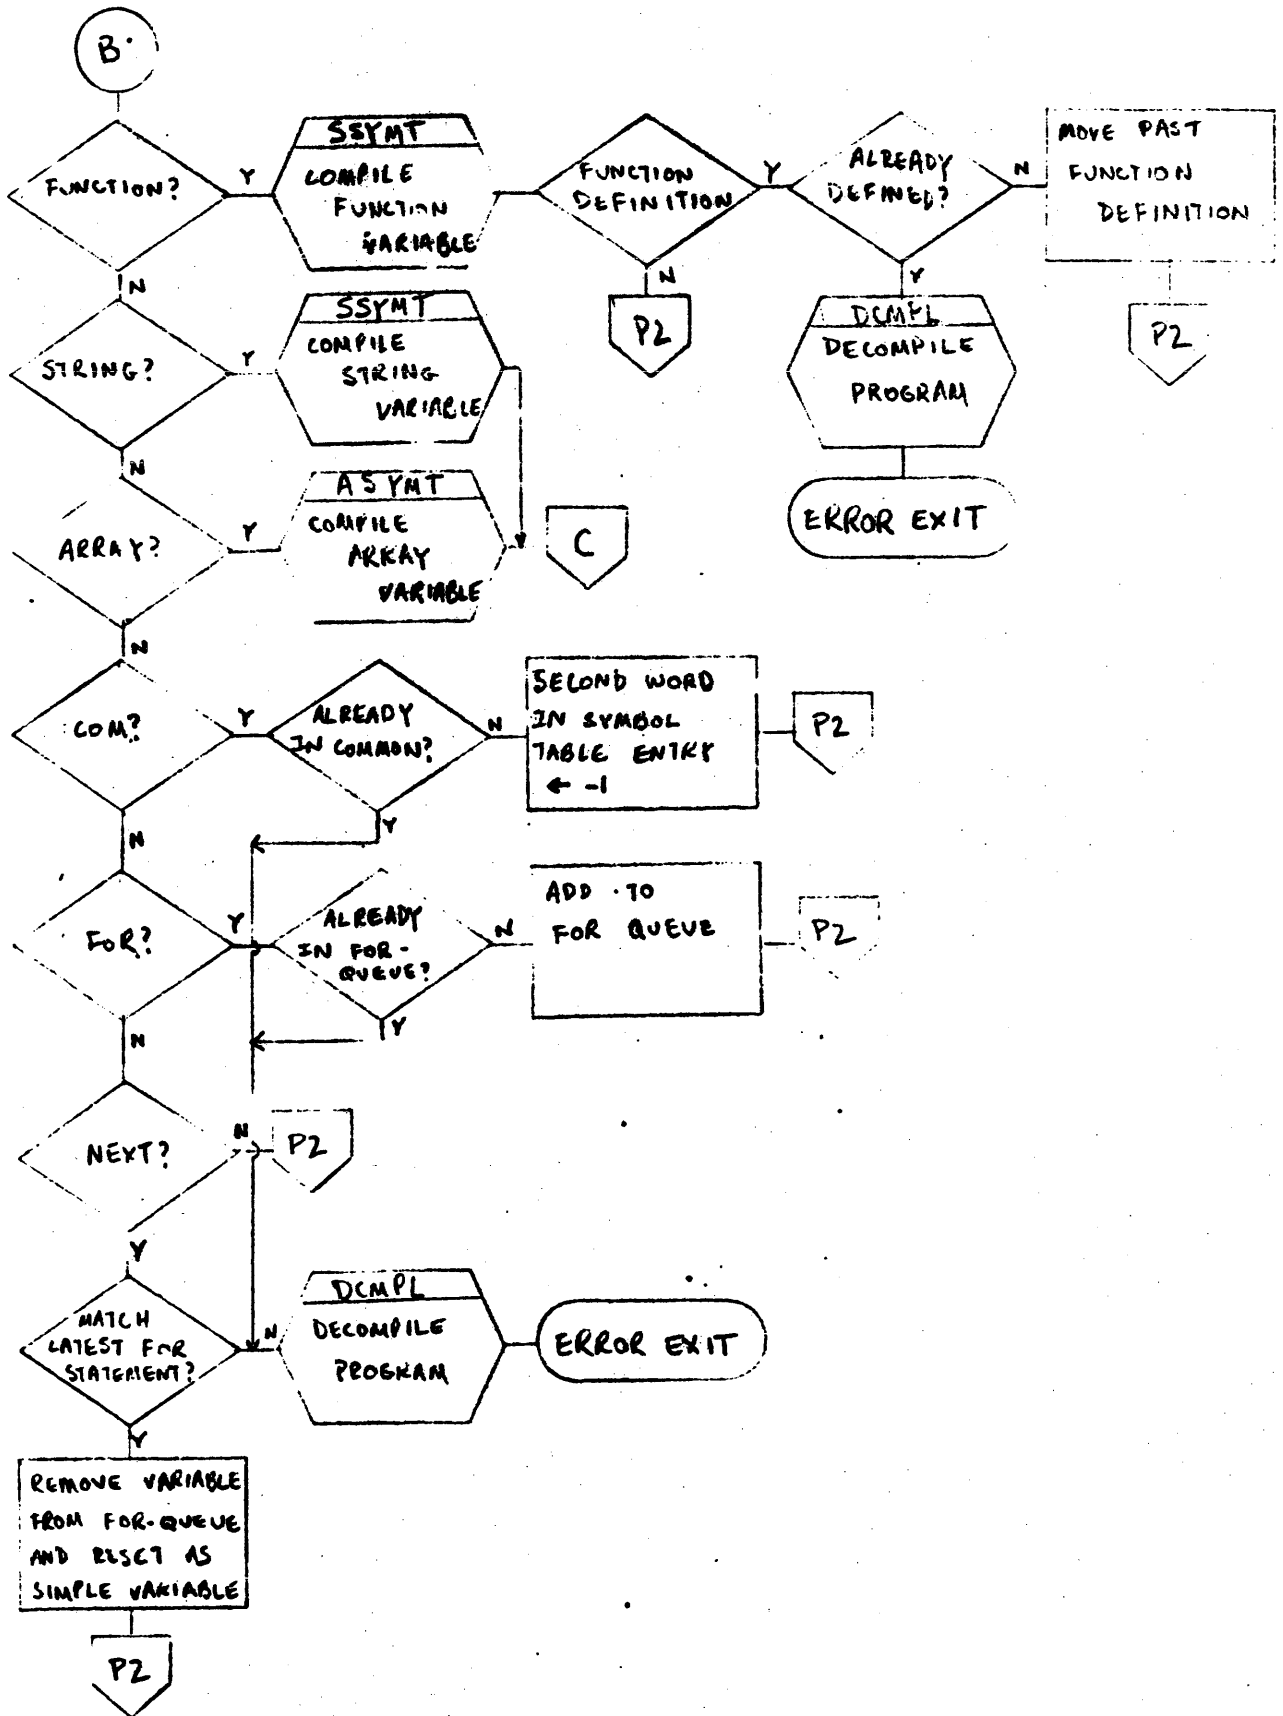 B
FUNCTION?
Y
SSYMT
COMPILE
FUNCTION
VARIABLE
FUNCTION
DEFINITION
Y
ALREADY
DEFINED?
N
MOVE PAST
FUNCTION
DEFINITION
N
N
P2
Y
P2
STRING?
Y
SSYMT
COMPILE
STRING
VARIABLE
DCMPL
DECOMPILE
PROGRAM
N
ERROR EXIT
ARRAY?
Y
ASYMT
COMPILE
ARRAY
VARIABLE
C
N
COM?
Y
ALREADY
IN COMMON?
N
SECOND WORD
IN SYMBOL
TABLE ENTRY
← -1
P2
N
Y
FOR?
Y
ALREADY
IN FOR-
QUEUE?
N
ADD TO
FOR QUEUE
P2
N
Y
NEXT?
N
P2
Y
MATCH
LATEST FOR
STATEMENT?
N
DCMPL
DECOMPILE
PROGRAM
ERROR EXIT
Y
REMOVE VARIABLE
FROM FOR-QUEUE
AND RESET AS
SIMPLE VARIABLE
P2